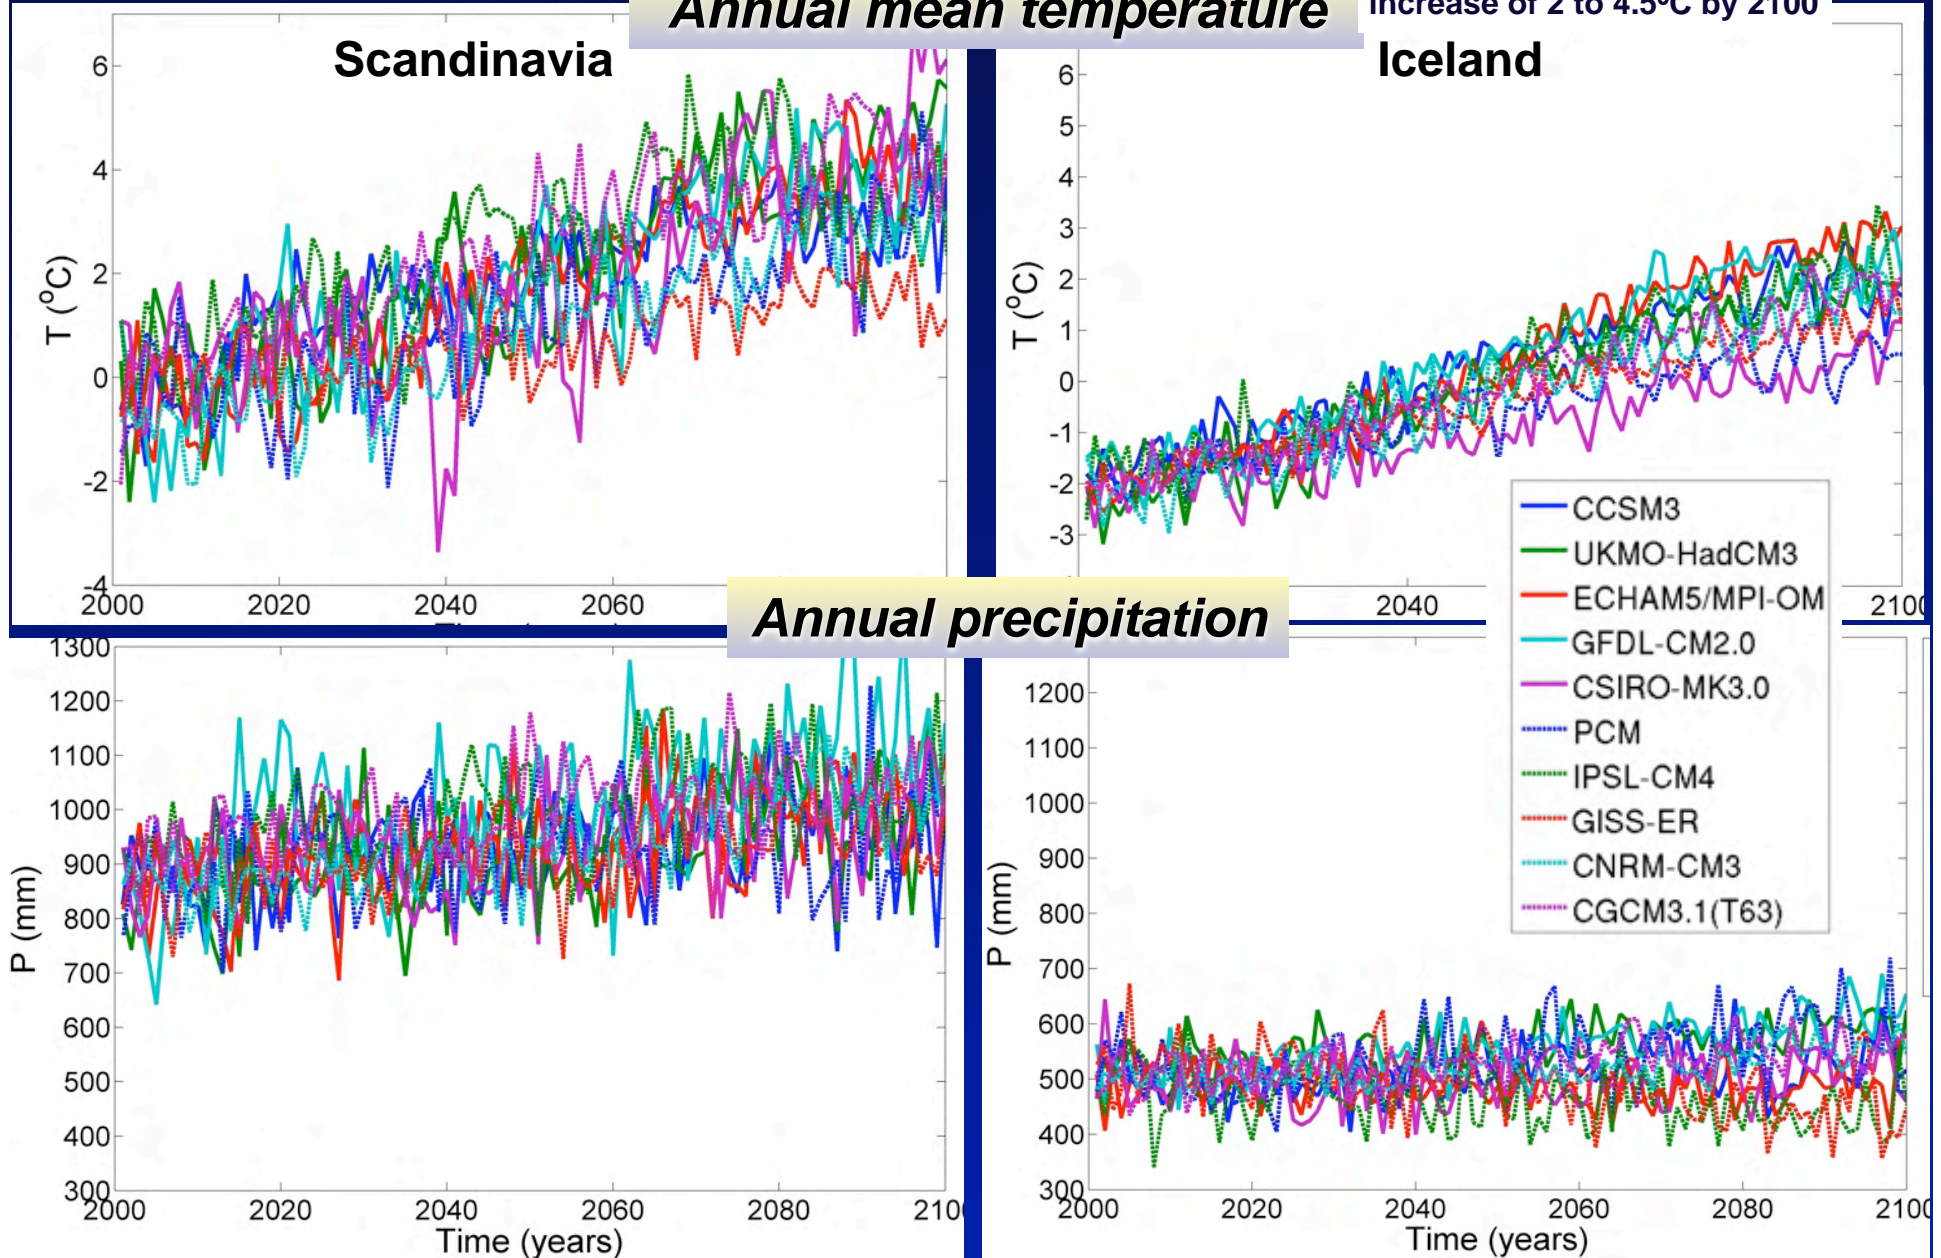 Annual mean temperature
increase of 2 to 4.5ºC by 2100
Scandinavia
Iceland
6
4
2
0
-2
-4
T (°C)
2000 2020 2040 2060
6
5
4
3
2
1
0
-1
-2
-3
T (°C)
2040 2100
CCSM3
UKMO-HadCM3
ECHAM5/MPI-OM
GFDL-CM2.0
CSIRO-MK3.0
PCM
IPSL-CM4
GISS-ER
CNRM-CM3
CGCM3.1(T63)
Annual precipitation
1300
1200
1100
1000
900
800
700
600
500
400
300
P (mm)
2000 2020 2040 2060 2080 2100
Time (years)
1200
1100
1000
900
800
700
600
500
400
300
P (mm)
2000 2020 2040 2060 2080 2100
Time (years)